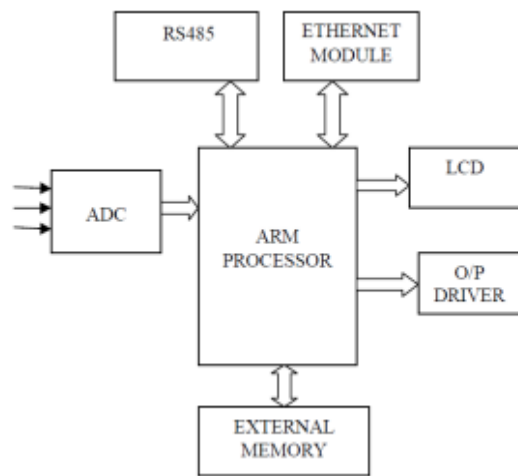 RS485
ETHERNET
MODULE
LCD
ADC
ARM
PROCESSOR
O/P
DRIVER
EXTERNAL
MEMORY